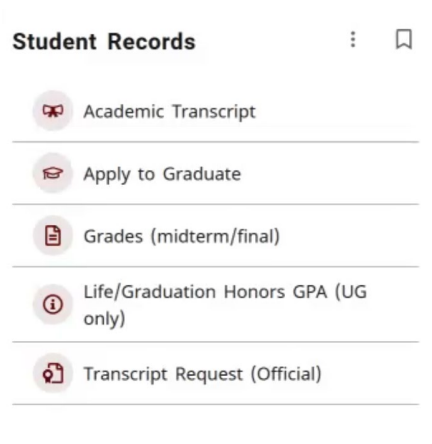 Student Records
Academic Transcript
Apply to Graduate
Grades (midterm/final)
Life/Graduation Honors GPA (UG
only)
Transcript Request (Official)